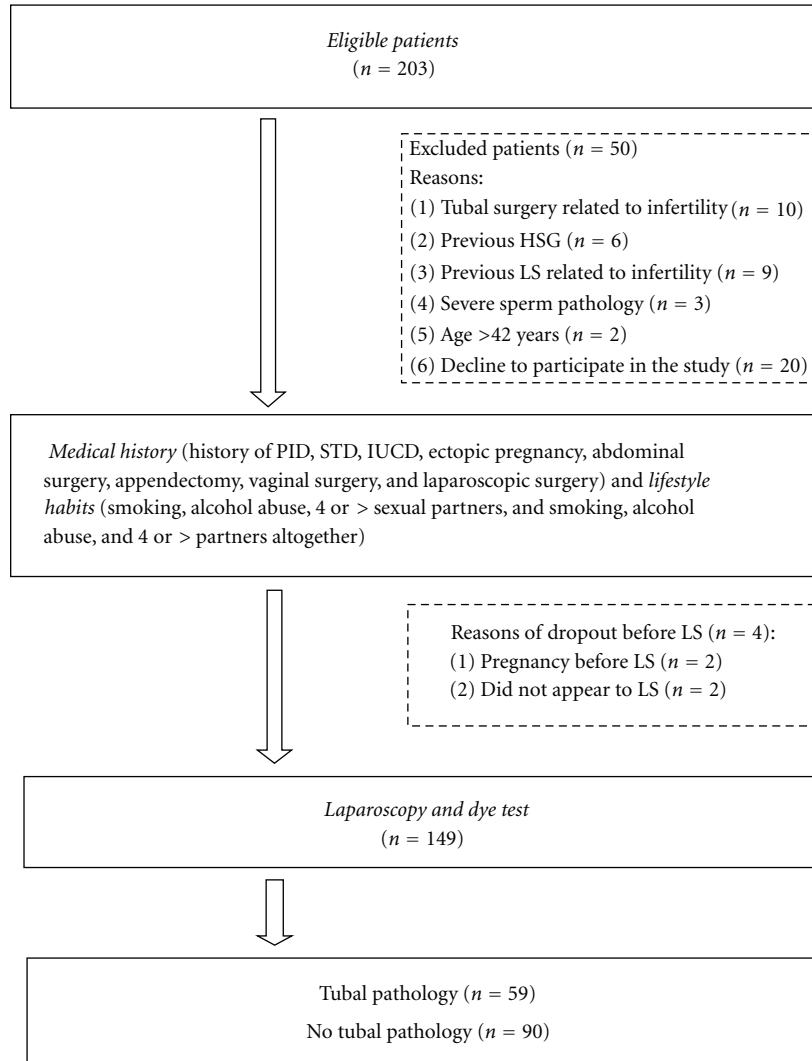 Eligible patients
(n = 203)
Excluded patients (n = 50)
Reasons:
(1) Tubal surgery related to infertility (n = 10)
(2) Previous HSG (n = 6)
(3) Previous LS related to infertility (n = 9)
(4) Severe sperm pathology (n = 3)
(5) Age >42 years (n = 2)
(6) Decline to participate in the study (n = 20)
Medical history (history of PID, STD, IUCD, ectopic pregnancy, abdominal
surgery, appendectomy, vaginal surgery, and laparoscopic surgery) and lifestyle
habits (smoking, alcohol abuse, 4 or > sexual partners, and smoking, alcohol
abuse, and 4 or > partners altogether)
Reasons of dropout before LS (n = 4):
(1) Pregnancy before LS (n = 2)
(2) Did not appear to LS (n = 2)
Laparoscopy and dye test
(n = 149)
Tubal pathology (n = 59)
No tubal pathology (n = 90)